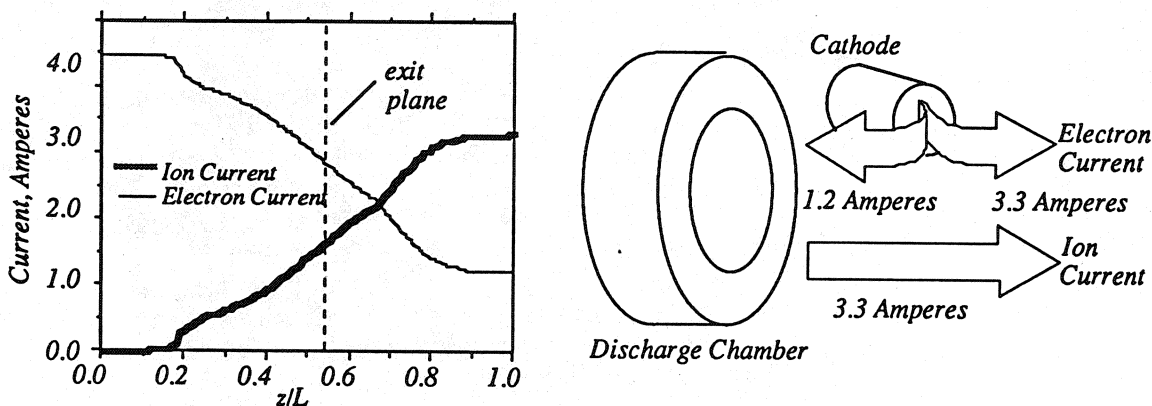 4.0
3.0
2.0
1.0
0.0
Current, Amperes
exit
plane
Ion Current
Electron Current
0.0 0.2 0.4 0.6 0.8 1.0
z/L
Cathode
Electron
Current
1.2 Amperes 3.3 Amperes
Ion
Current
3.3 Amperes
Discharge Chamber